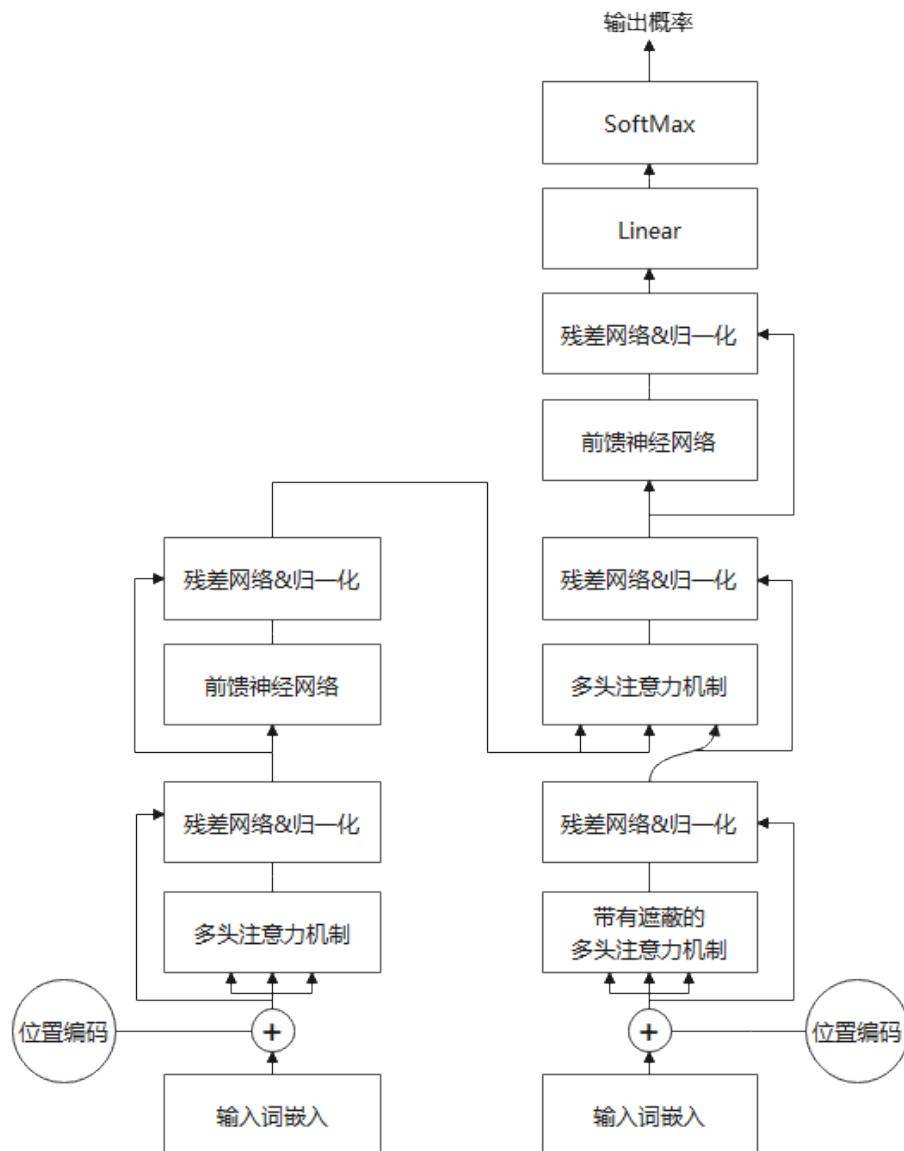 输出概率
SoftMax
Linear
残差网络&归一化
前馈神经网络
残差网络&归一化
残差网络&归一化
前馈神经网络
多头注意力机制
残差网络&归一化
残差网络&归一化
多头注意力机制
带有遮蔽的
多头注意力机制
位置编码
+
+
位置编码
输入词嵌入
输入词嵌入